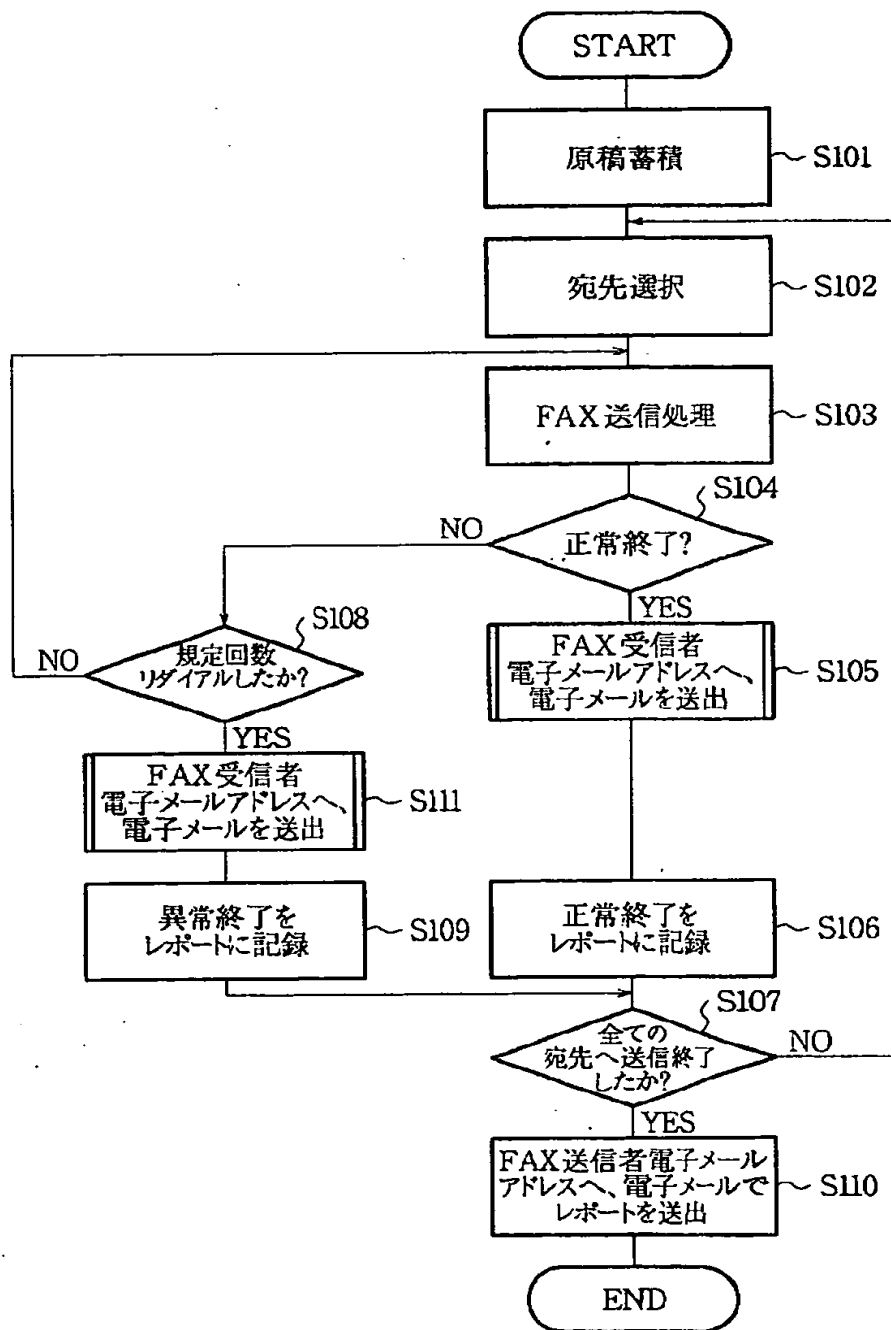 START
原稿蓄積
S101
宛先選択
S102
FAX送信処理
S103
S104
正常終了?
NO
YES
S108
規定回数
リダイアルしたか?
NO
YES
FAX受信者
電子メールアドレスへ、
電子メールを送出
S105
FAX受信者
電子メールアドレスへ、
電子メールを送出
S111
異常終了を
レポートに記録
S109
正常終了を
レポートに記録
S106
S107
全ての
宛先へ送信終了
したか?
NO
YES
FAX送信者電子メール
アドレスへ、電子メールで
レポートを送出
S110
END